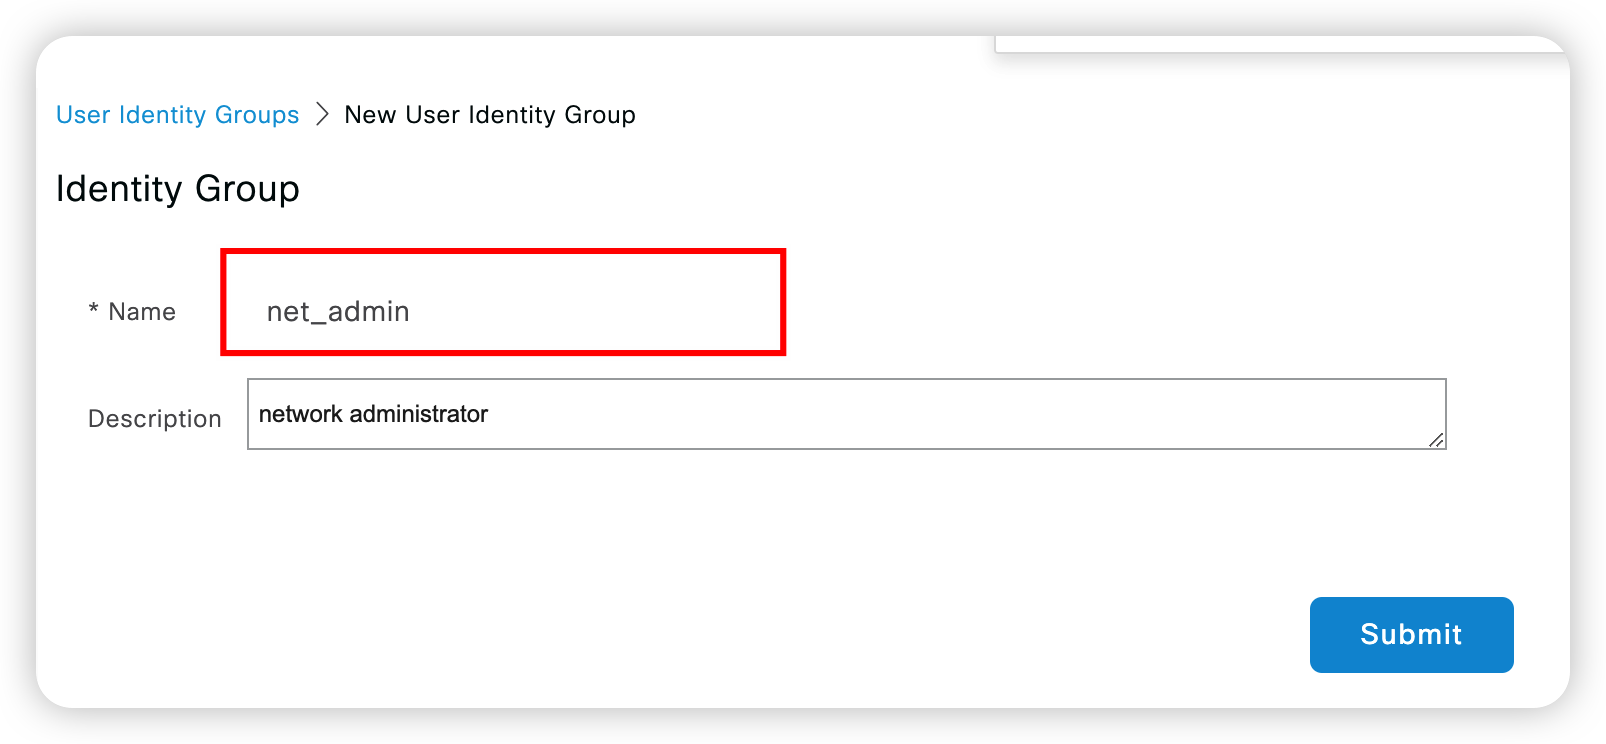 User Identity Groups > New User Identity Group
Identity Group
* Name net_admin
Description network administrator
Submit